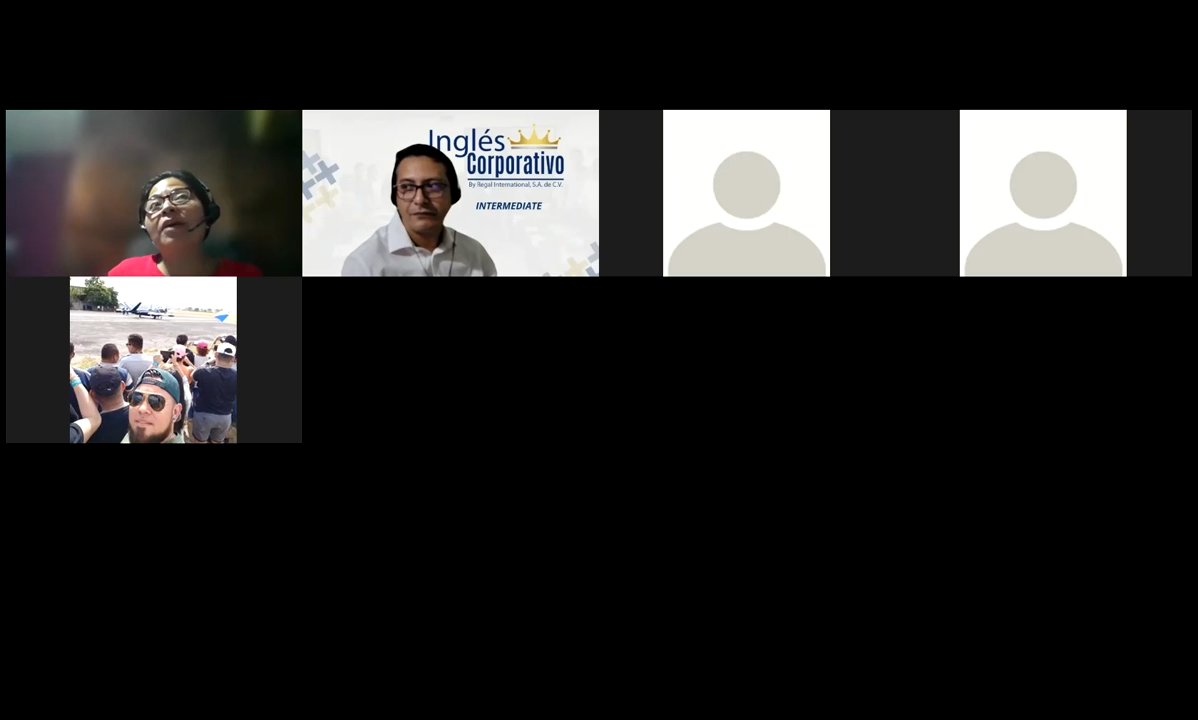 Inglés
Corporativo
By Regal International, S.A. de C.V.
INTERMEDIATE